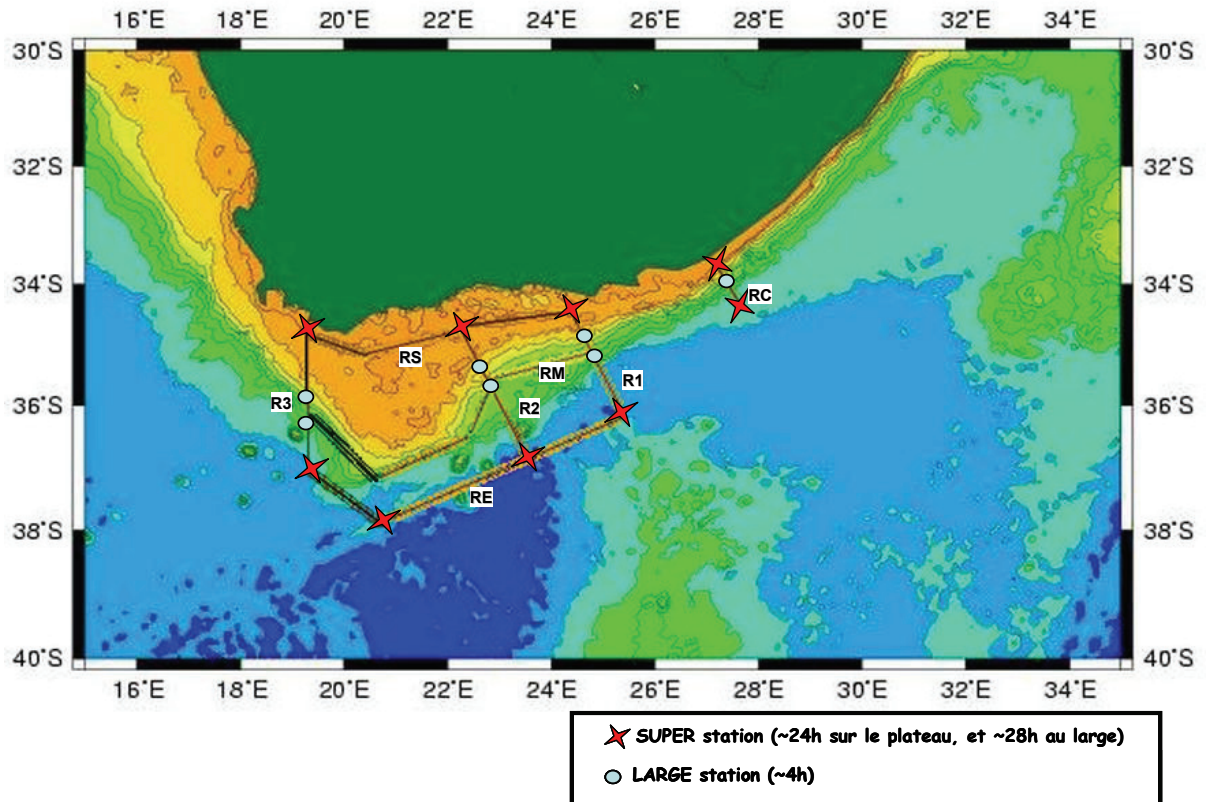 16°E 18°E 20°E 22°E 24°E 26°E 28°E 30°E 32°E 34°E
30°S 30°S
32°S 32°S
34°S 34°S
RC
RS
RM
R1
R3
36°S 36°S
R2
RE
38°S 38°S
40°S 40°S
16°E 18°E 20°E 22°E 24°E 26°E 28°E 30°E 32°E 34°E
SUPER station (~24h sur le plateau, et ~28h au large)
LARGE station (~4h)